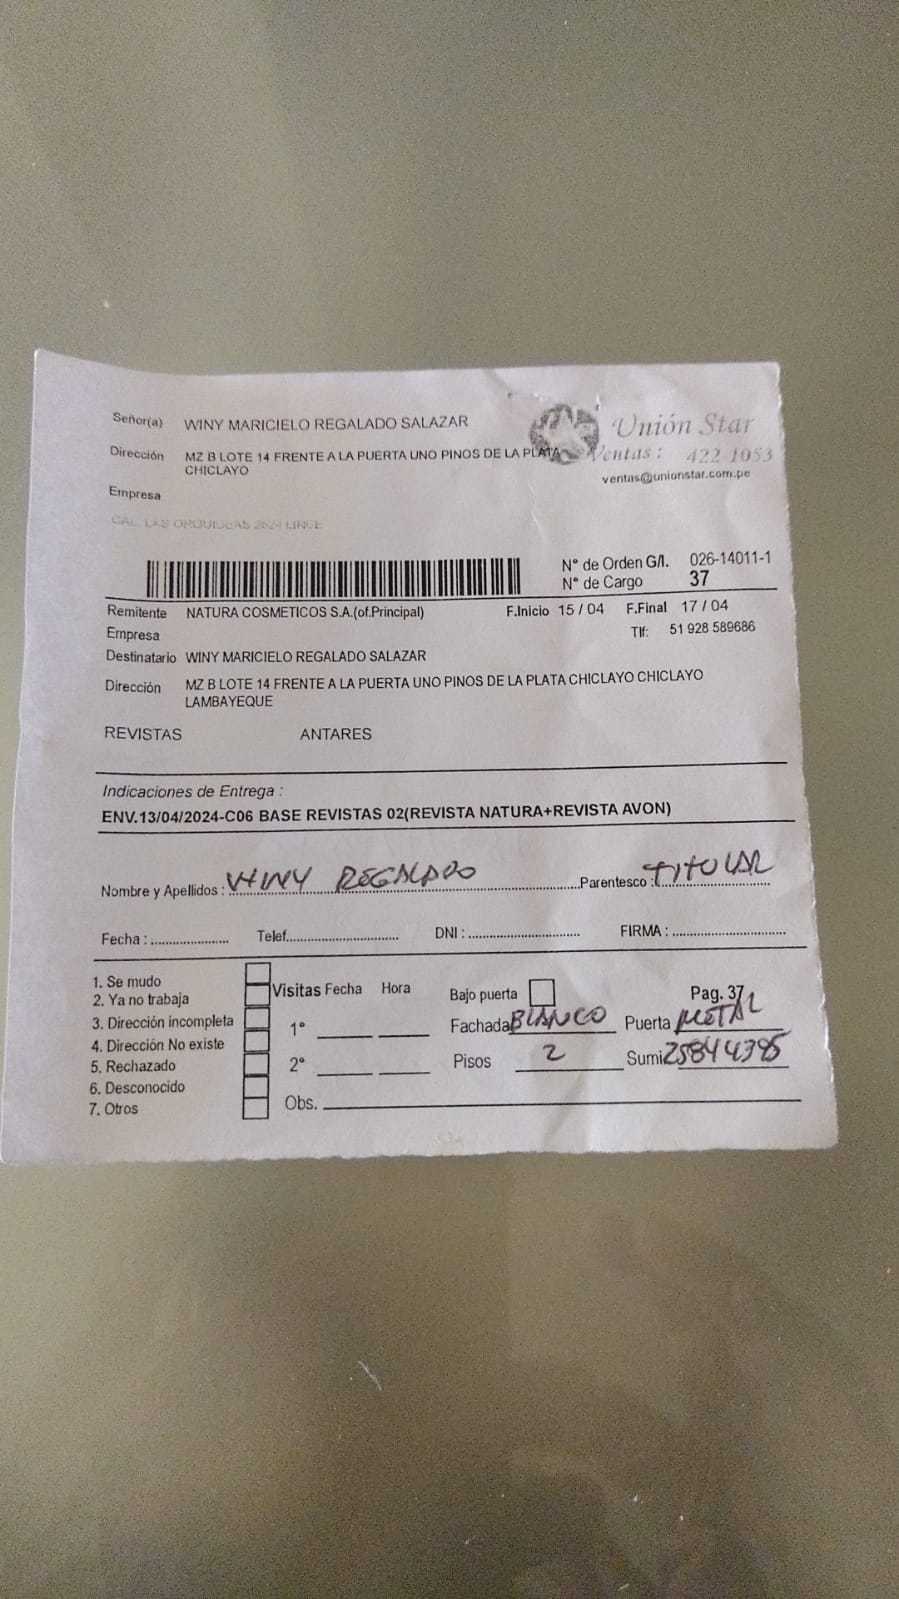 Señor(a) WINY MARICIELO REGALADO SALAZAR
Unión Star
Dirección MZ B LOTE 14 FRENTE A LA PUERTA UNO PINOS DE LA PLATA
CHICLAYO
Ventas: 422 1053
ventas@unionstar.com.pe
Empresa
CAL. LAS ORQUIDEAS 2624 LINCE
N° de Orden G/I. 026-14011-1
N° de Cargo 37
Remitente NATURA COSMETICOS S.A.(of.Principal) F.Inicio 15 / 04 F.Final 17 / 04
Empresa Tlf: 51 928 589686
Destinatario WINY MARICIELO REGALADO SALAZAR
Dirección MZ B LOTE 14 FRENTE A LA PUERTA UNO PINOS DE LA PLATA CHICLAYO CHICLAYO
LAMBAYEQUE
REVISTAS ANTARES
Indicaciones de Entrega :
ENV.13/04/2024-C06 BASE REVISTAS 02(REVISTA NATURA+REVISTA AVON)
Nombre y Apellidos : WINY REGALADO Parentesco : TITULAR
Fecha : Telef. DNI : FIRMA :
1. Se mudo
2. Ya no trabaja
3. Dirección incompleta
4. Dirección No existe
5. Rechazado
6. Desconocido
7. Otros
Visitas Fecha Hora
1°
2°
Obs.
Bajo puerta Pag. 37
Fachada BLANCO Puerta METAL
Pisos 2 Sumi 25844395